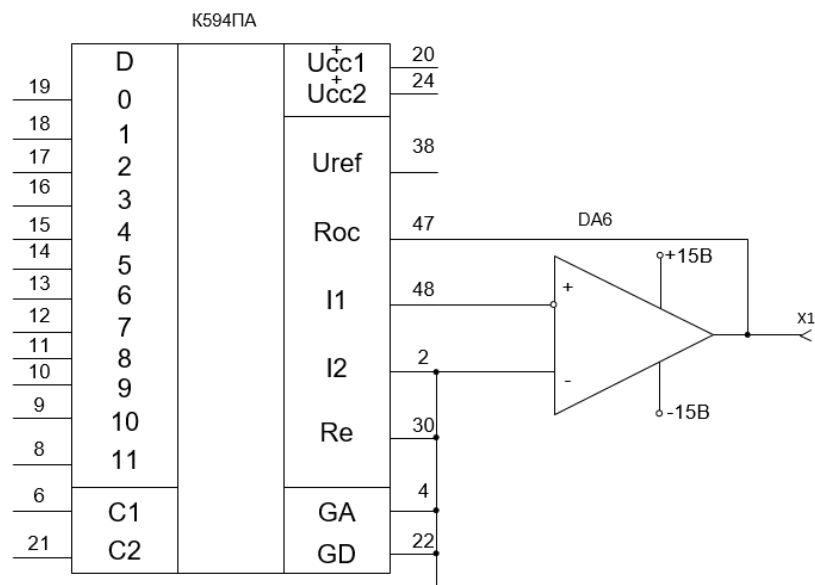 К594ПА
D
19 0
18 1
17 2
16 3
15 4
14 5
13 6
12 7
11 8
10 9
9 10
8 11
6 C1
21 C2
+
Ucc1 20
+
Ucc2 24
Uref 38
Roc 47
I1 48
I2 2
Re 30
GA 4
GD 22
DA6
+
-
+15В
-15В
X1